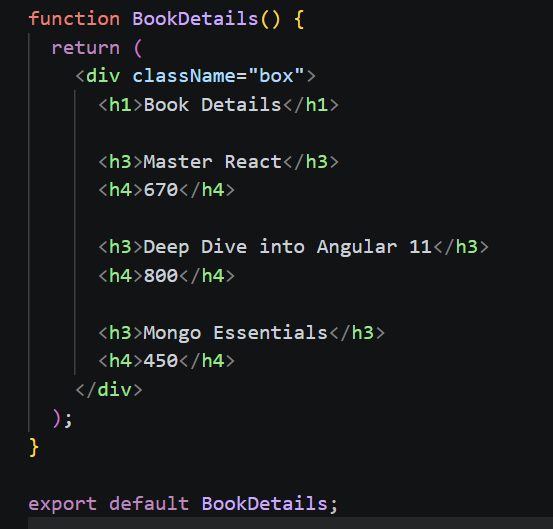 function BookDetails() {
  return (
    <div className="box">
      <h1>Book Details</h1>

      <h3>Master React</h3>
      <h4>670</h4>

      <h3>Deep Dive into Angular 11</h3>
      <h4>800</h4>

      <h3>Mongo Essentials</h3>
      <h4>450</h4>
    </div>
  );
}

export default BookDetails;